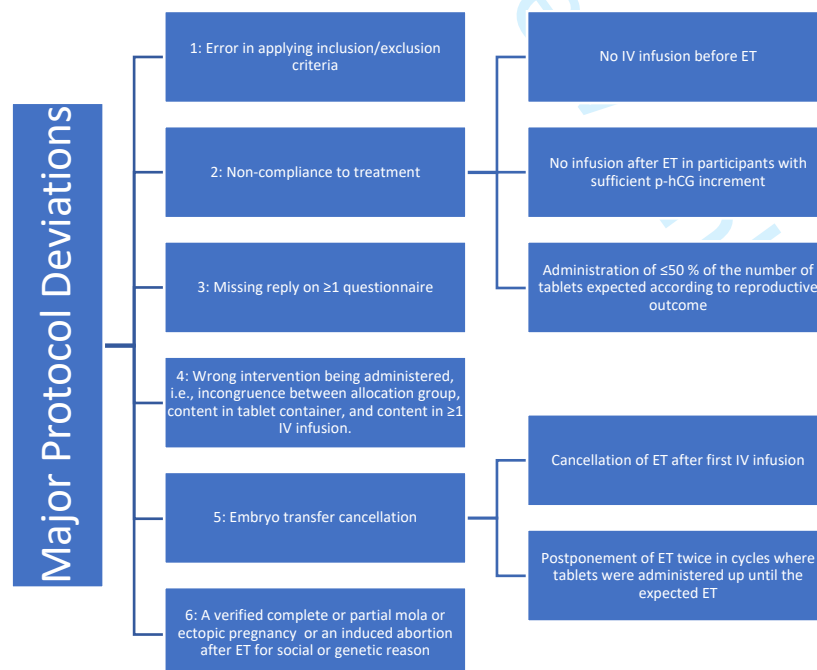 Major Protocol Deviations
1: Error in applying inclusion/exclusion
criteria
2: Non-compliance to treatment
3: Missing reply on ≥1 questionnaire
4: Wrong intervention being administered,
i.e., incongruence between allocation group,
content in tablet container, and content in ≥1
IV infusion.
5: Embryo transfer cancellation
6: A verified complete or partial mola or
ectopic pregnancy or an induced abortion
after ET for social or genetic reason
No IV infusion before ET
No infusion after ET in participants with
sufficient p-hCG increment
Administration of ≤50 % of the number of
tablets expected according to reproductive
outcome
Cancellation of ET after first IV infusion
Postponement of ET twice in cycles where
tablets were administered up until the
expected ET